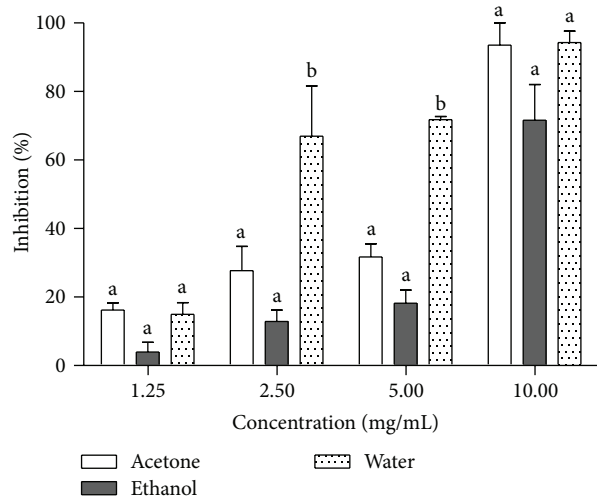 100
80
60
40
20
0
Inhibition (%)
a
a
a
a
a
b
a
a
b
a
a
a
1.25
2.50
5.00
10.00
Concentration (mg/mL)
Acetone
Water
Ethanol